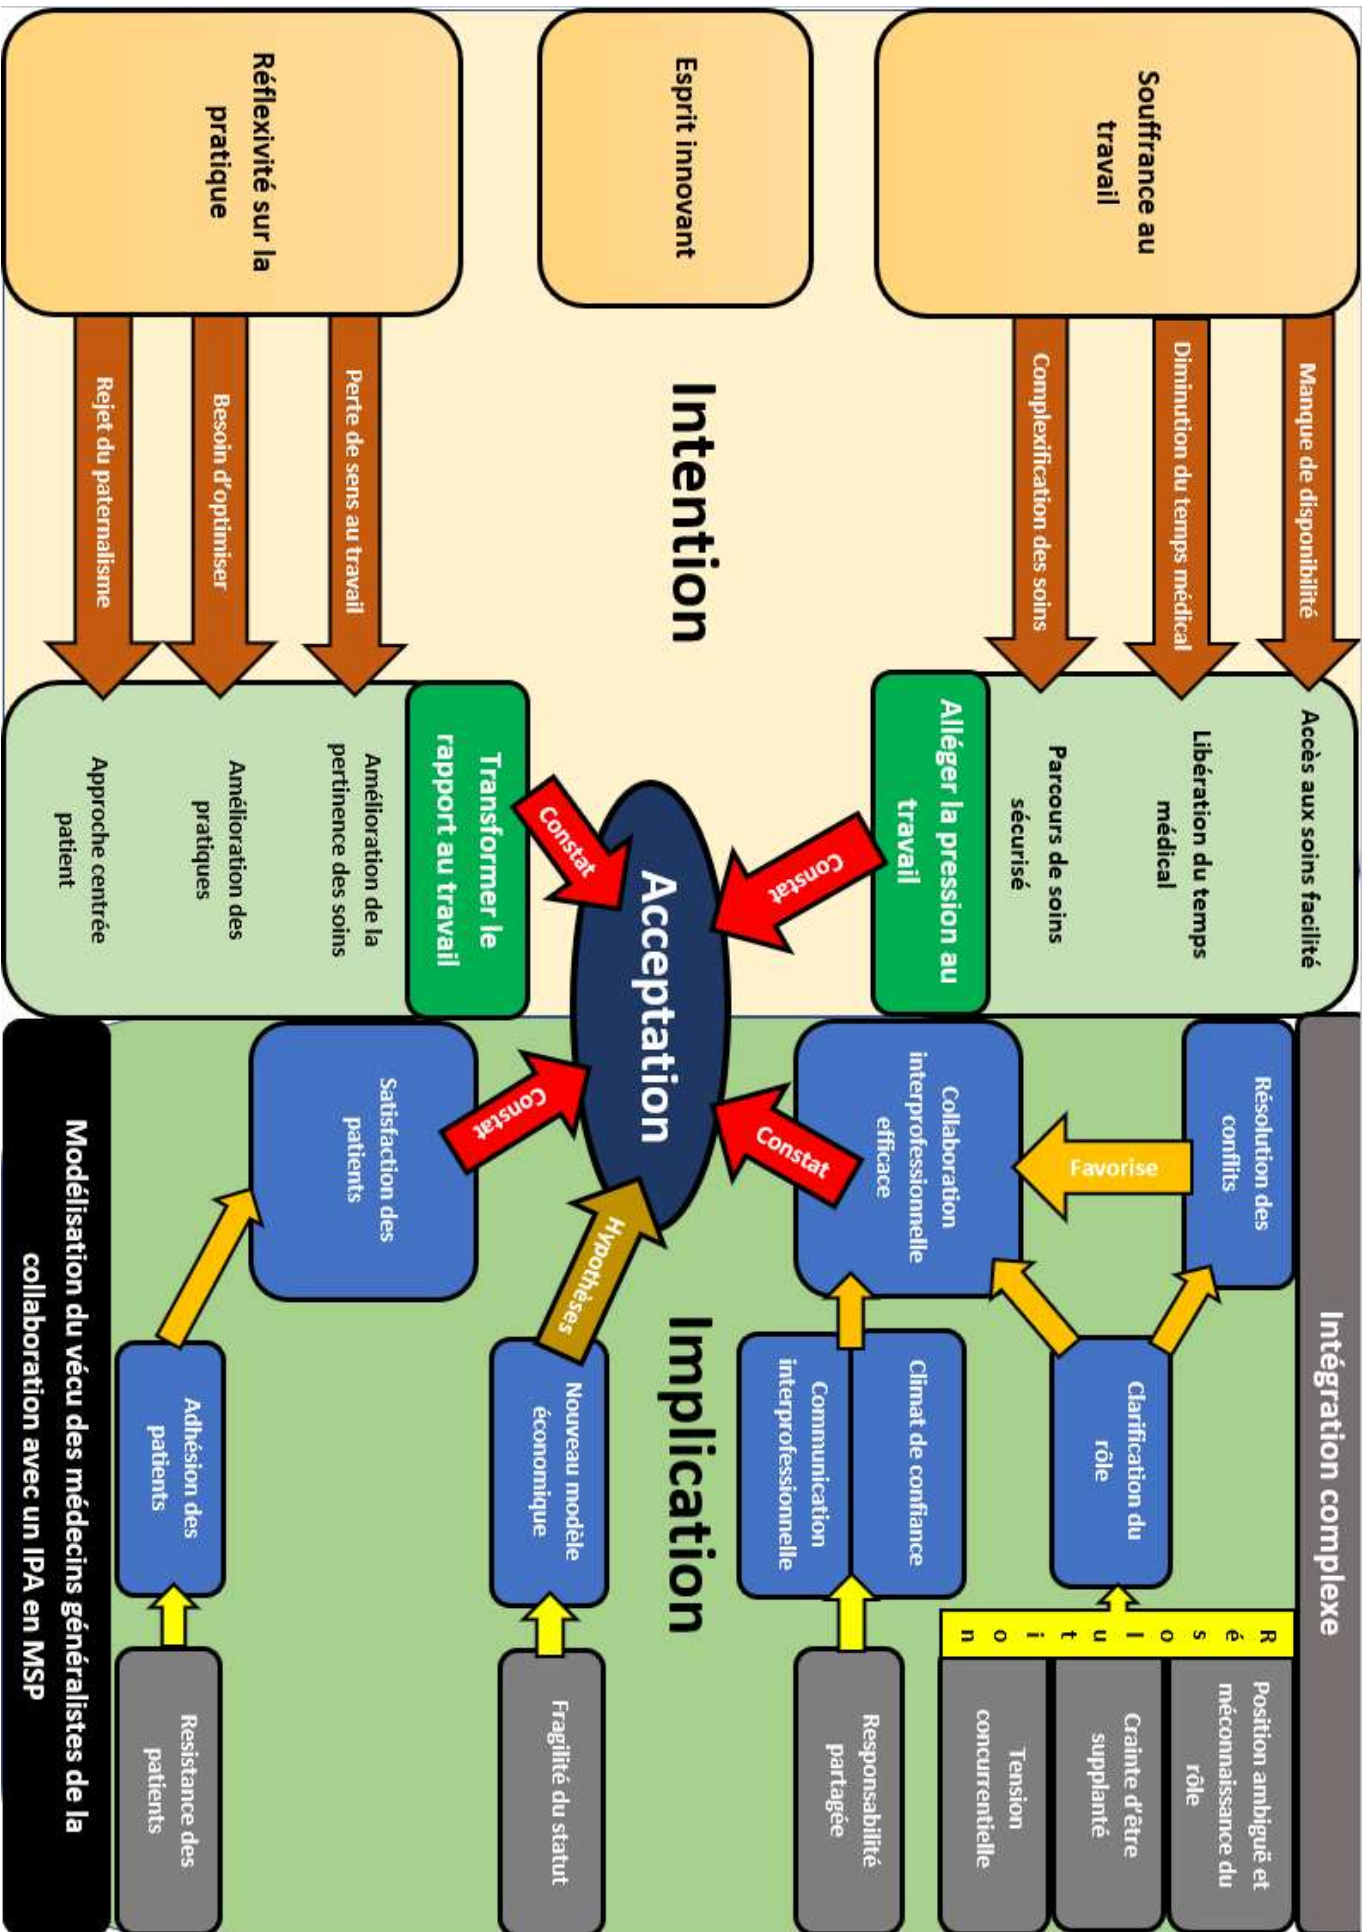 Souffrance au
travail
Esprit innovant
Réflexivité sur la
pratique
Manque de disponibilité
Diminution du temps médical
Complexification des soins
Intention
Perte de sens au travail
Besoin d'optimiser
Rejet du paternalisme
Accès aux soins facilité
Libération du temps
médical
Parcours de soins
sécurisé
Alléger la pression au
travail
Constat
Acceptation
Constat
Transformer le
rapport au travail
Amélioration de la
pertinence des soins
Amélioration des
pratiques
Approche centrée
patient
Intégration complexe
Résolution des
conflits
Favorise
Collaboration
interprofessionnelle
efficace
Constat
Constat
Satisfaction des
patients
Hypothèses
Implication
Clarification du
rôle
Climat de confiance
Communication
interprofessionnelle
Nouveau modèle
économique
Adhésion des
patients
Résolution
Position ambiguë et
méconnaissance du
rôle
Crainte d'être
supplanté
Tension
concurrentielle
Responsabilité
partagée
Fragilité du statut
Resistance des
patients
Modélisation du vécu des médecins généralistes de la
collaboration avec un IPA en MSP